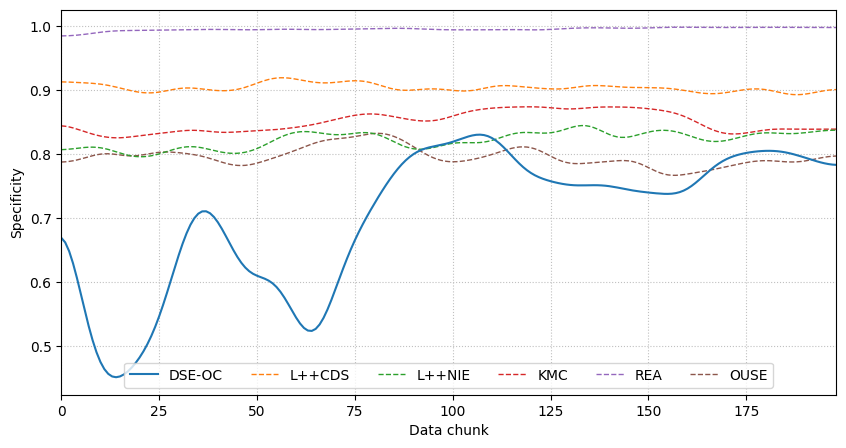 1.0
0.9
0.8
0.7
0.6
0.5
Specificity
DSE-OC L++CDS L++NIE KMC REA OUSE
0 25 50 75 100 125 150 175
Data chunk